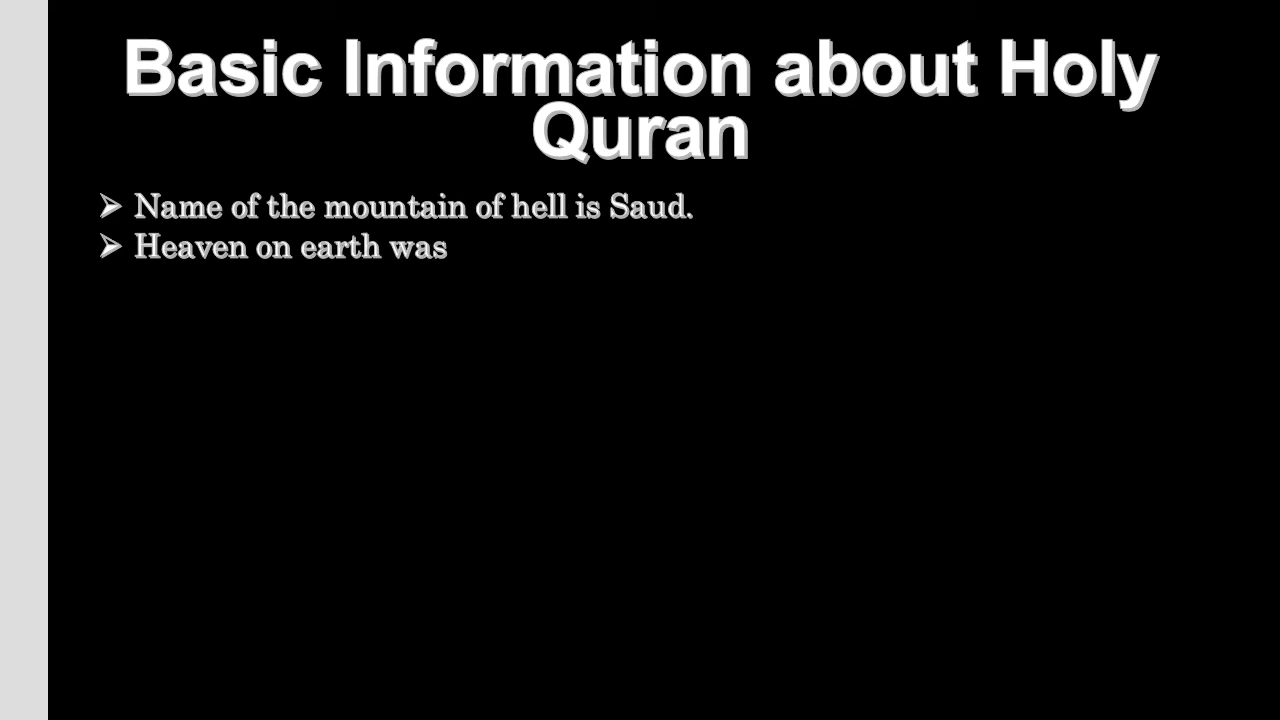 Basic Information about Holy
Quran
➢ Name of the mountain of hell is Saud.
➢ Heaven on earth was